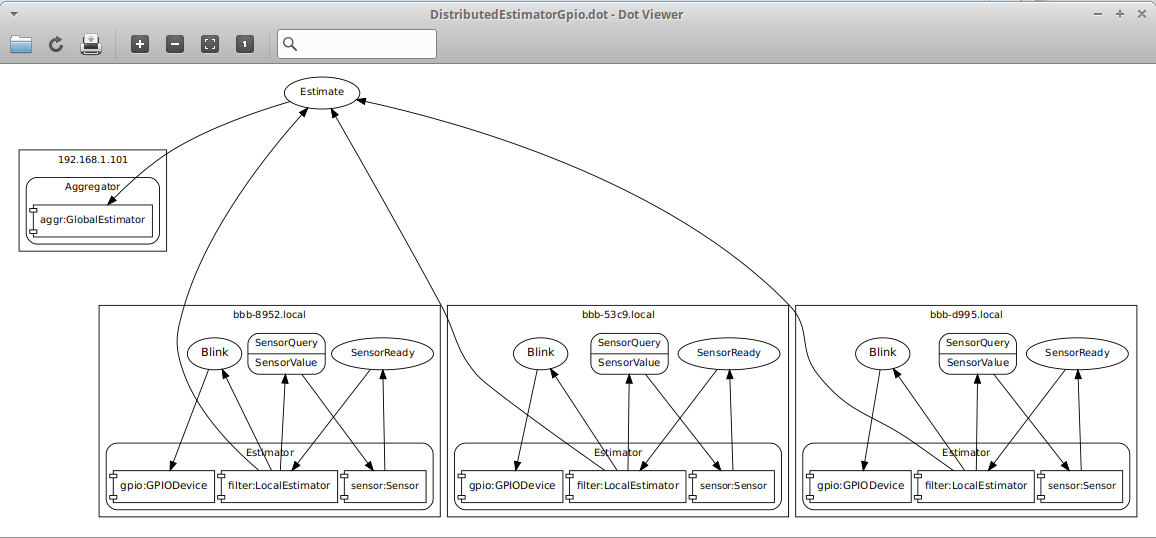 DistributedEstimatorGpio.dot - Dot Viewer
1
Estimate
192.168.1.101
Aggregator
aggr:GlobalEstimator
bbb-8952.local
Blink
SensorQuery
SensorValue
SensorReady
Estimator
gpio:GPIODevice
filter:LocalEstimator
sensor:Sensor
bbb-53c9.local
Blink
SensorQuery
SensorValue
SensorReady
Estimator
gpio:GPIODevice
filter:LocalEstimator
sensor:Sensor
bbb-d995.local
Blink
SensorQuery
SensorValue
SensorReady
Estimator
gpio:GPIODevice
filter:LocalEstimator
sensor:Sensor